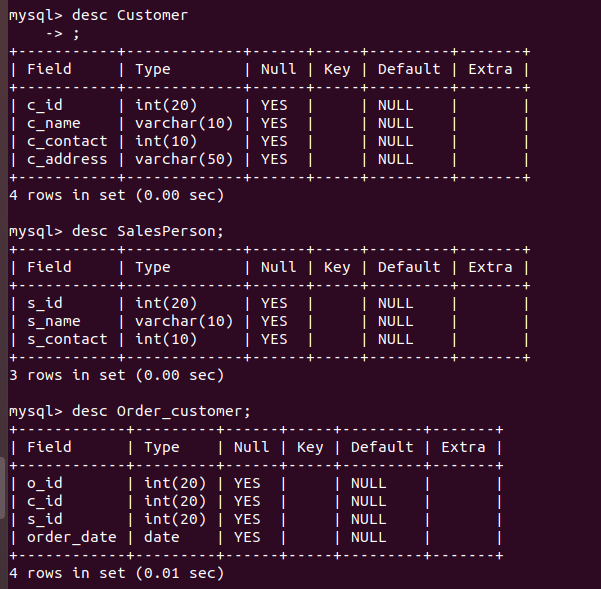 mysql> desc Customer
    -> ;
+-----------+-------------+------+-----+---------+-------+
| Field     | Type        | Null | Key | Default | Extra |
+-----------+-------------+------+-----+---------+-------+
| c_id      | int(20)     | YES  |     | NULL    |       |
| c_name    | varchar(10) | YES  |     | NULL    |       |
| c_contact | int(10)     | YES  |     | NULL    |       |
| c_address | varchar(50) | YES  |     | NULL    |       |
+-----------+-------------+------+-----+---------+-------+
4 rows in set (0.00 sec)
mysql> desc SalesPerson;
+-----------+-------------+------+-----+---------+-------+
| Field     | Type        | Null | Key | Default | Extra |
+-----------+-------------+------+-----+---------+-------+
| s_id      | int(20)     | YES  |     | NULL    |       |
| s_name    | varchar(10) | YES  |     | NULL    |       |
| s_contact | int(10)     | YES  |     | NULL    |       |
+-----------+-------------+------+-----+---------+-------+
3 rows in set (0.00 sec)
mysql> desc Order_customer;
+------------+---------+------+-----+---------+-------+
| Field      | Type    | Null | Key | Default | Extra |
+------------+---------+------+-----+---------+-------+
| o_id       | int(20) | YES  |     | NULL    |       |
| c_id       | int(20) | YES  |     | NULL    |       |
| s_id       | int(20) | YES  |     | NULL    |       |
| order_date | date    | YES  |     | NULL    |       |
+------------+---------+------+-----+---------+-------+
4 rows in set (0.01 sec)